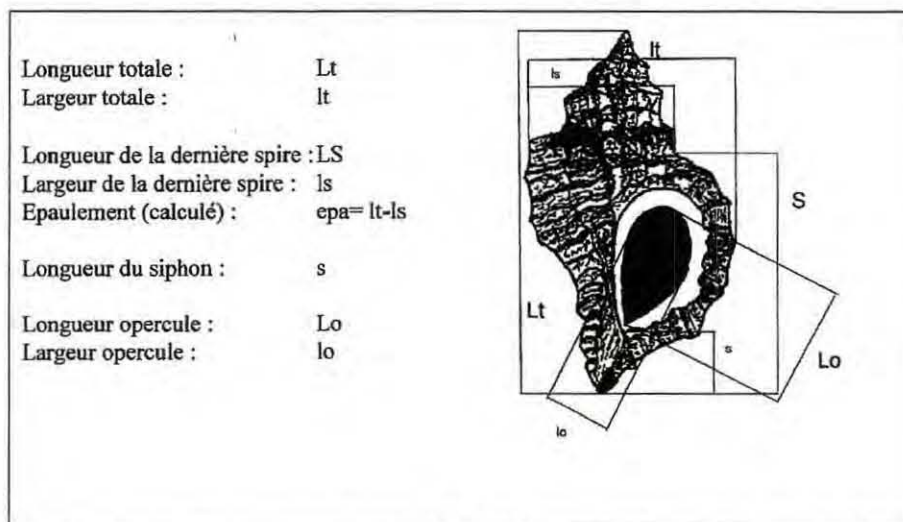 Longueur totale : Lt
Largeur totale : lt
Longueur de la dernière spire : LS
Largeur de la dernière spire : ls
Epaulement (calculé) : epa= lt-ls
Longueur du siphon : s
Longueur opercule : Lo
Largeur opercule : lo
lt
ls
S
Lt
s
Lo
lo